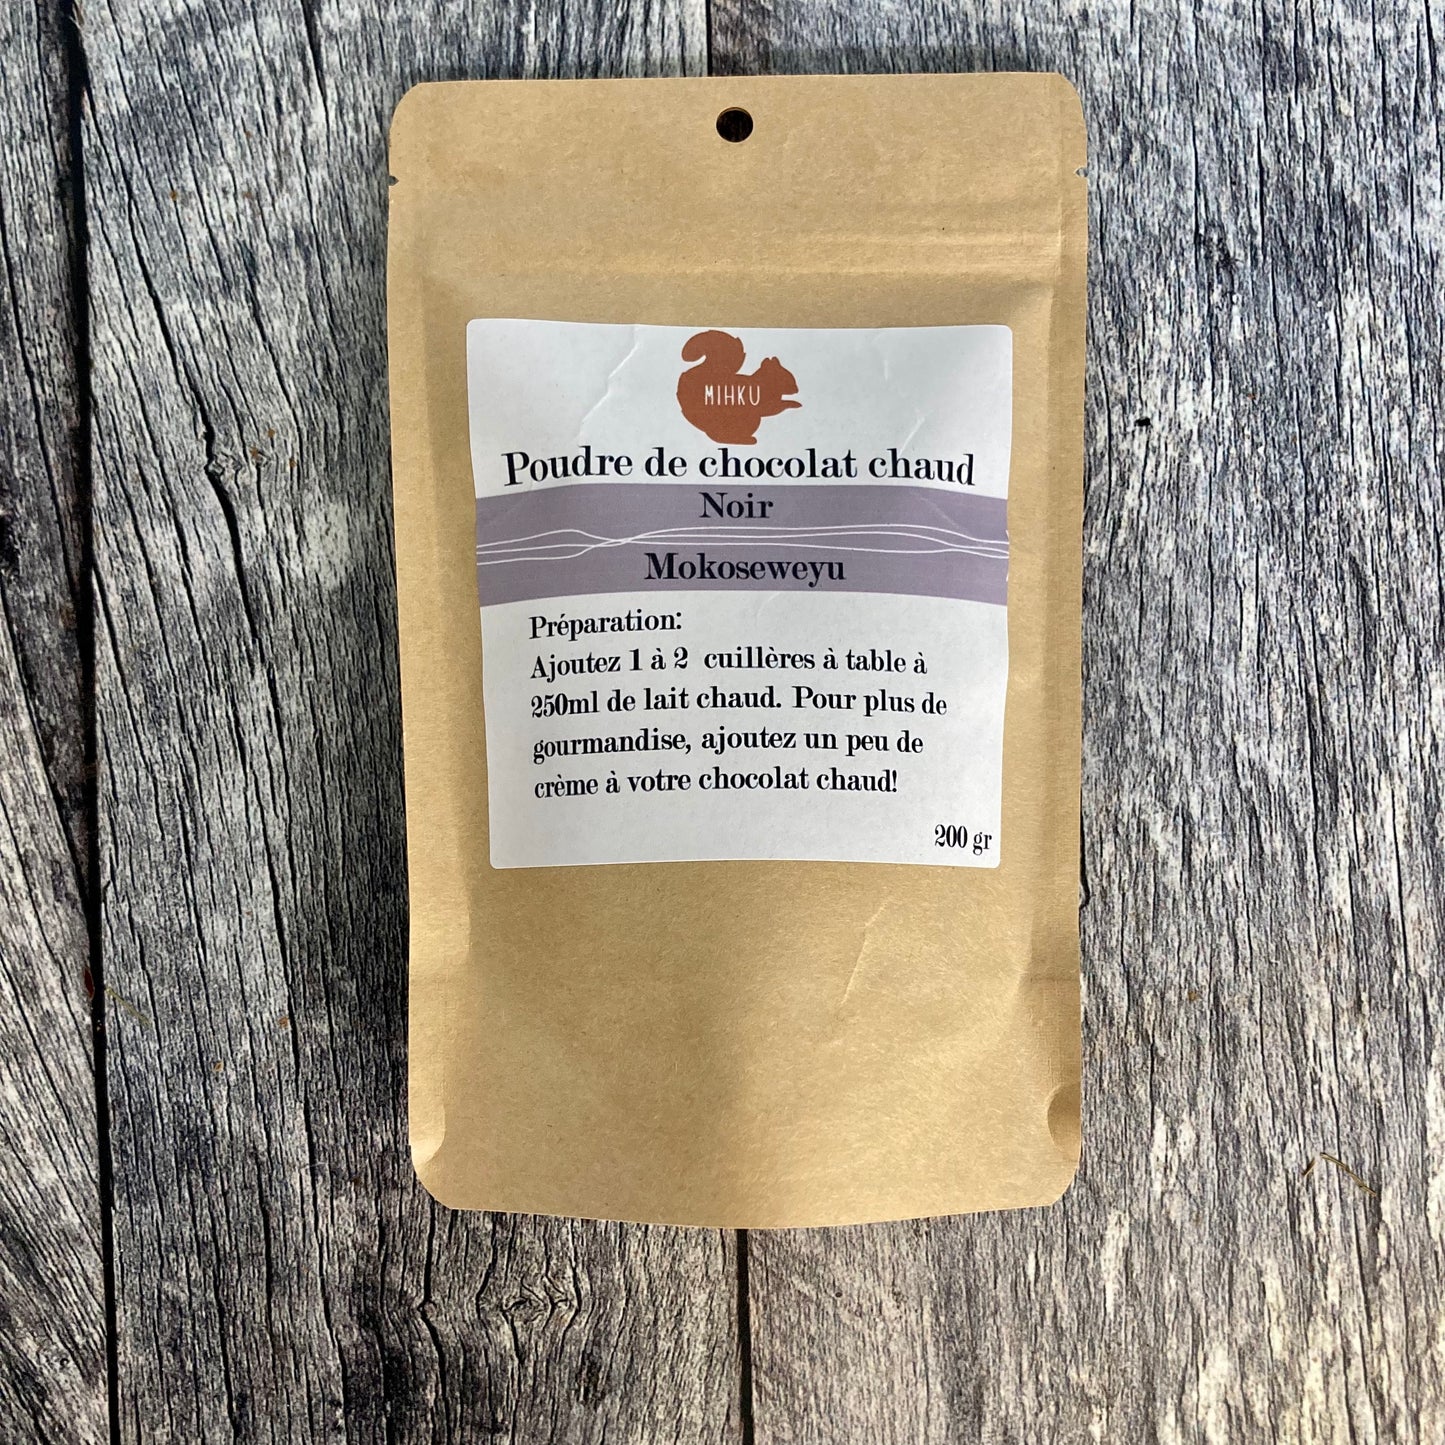 MIHKU
Poudre de chocolat chaud
Noir
Mokoseweyu
Préparation:
Ajoutez 1 à 2 cuillères à table à
250ml de lait chaud. Pour plus de
gourmandise, ajoutez un peu de
crème à votre chocolat chaud!
200 gr